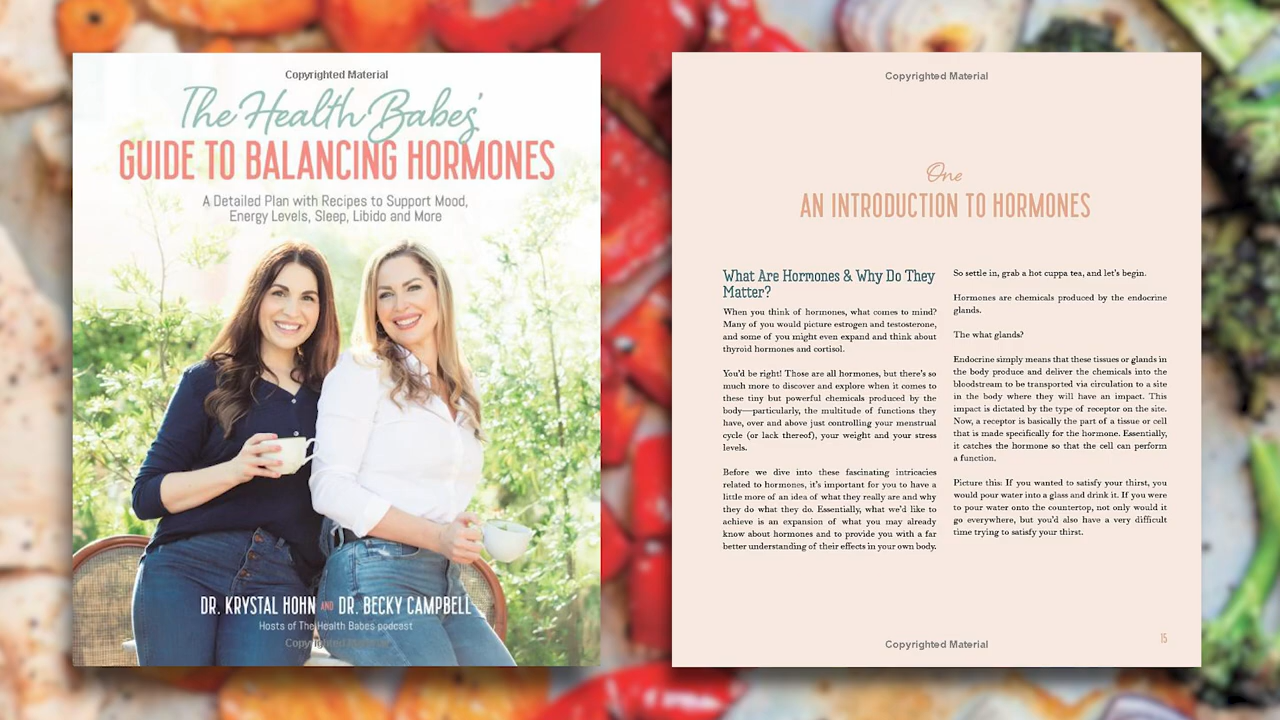 Copyrighted Material
The Health Babes'
GUIDE TO BALANCING HORMONES
A Detailed Plan with Recipes to Support Mood,
Energy Levels, Sleep, Libido and More
DR. KRYSTAL HOHN AND DR. BECKY CAMPBELL
Hosts of The Health Babes podcast
Copyrighted Material
Copyrighted Material
One
AN INTRODUCTION TO HORMONES
What Are Hormones & Why Do They
Matter?
When you think of hormones, what comes to mind?
Many of you would picture estrogen and testosterone,
and some of you might even expand and think about
thyroid hormones and cortisol.
You'd be right! Those are all hormones, but there's so
much more to discover and explore when it comes to
these tiny but powerful chemicals produced by the
body—particularly, the multitude of functions they
have, over and above just controlling your menstrual
cycle (or lack thereof), your weight and your stress
levels.
Before we dive into these fascinating intricacies
related to hormones, it's important for you to have a
little more of an idea of what they really are and why
they do what they do. Essentially, what we'd like to
achieve is an expansion of what you may already
know about hormones and to provide you with a far
better understanding of their effects in your own body.
So settle in, grab a hot cuppa tea, and let's begin.
Hormones are chemicals produced by the endocrine
glands.
The what glands?
Endocrine simply means that these tissues or glands in
the body produce and deliver the chemicals into the
bloodstream to be transported via circulation to a site
in the body where they will have an impact. This
impact is dictated by the type of receptor on the site.
Now, a receptor is basically the part of a tissue or cell
that is made specifically for the hormone. Essentially,
it catches the hormone so that the cell can perform
a function.
Picture this: If you wanted to satisfy your thirst, you
would pour water into a glass and drink it. If you were
to pour water onto the countertop, not only would it
go everywhere, but you'd also have a very difficult
time trying to satisfy your thirst.
Copyrighted Material
15